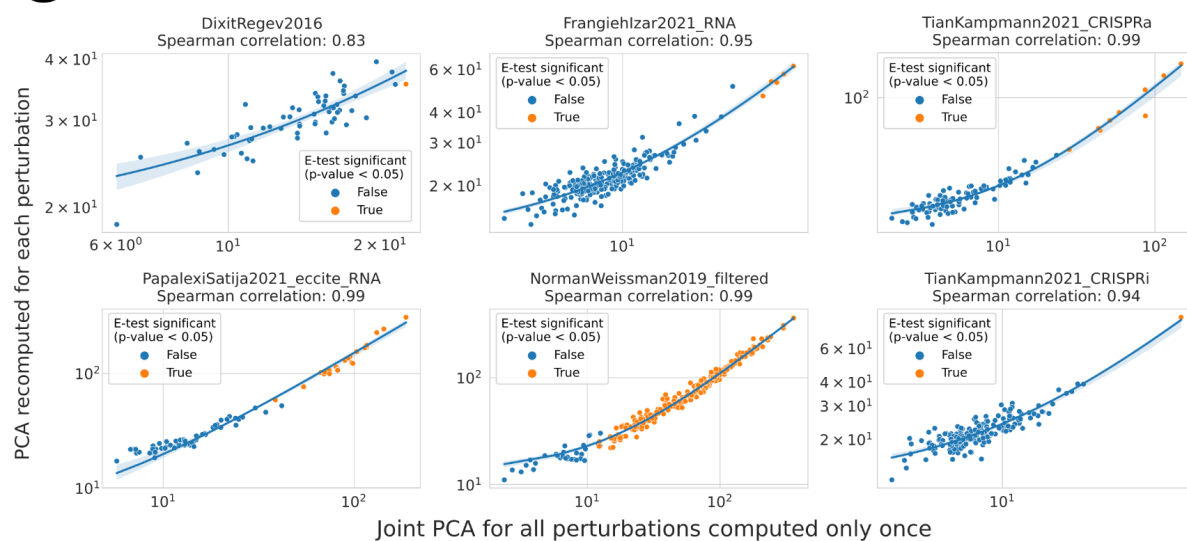 PCA recomputed for each perturbation
DixitRegev2016
Spearman correlation: 0.83
4 × 10¹
3 × 10¹
2 × 10¹
E-test significant
(p-value < 0.05)
False
True
6 × 10⁰
10¹
2 × 10¹
FrangiehIzar2021_RNA
Spearman correlation: 0.95
6 × 10¹
4 × 10¹
3 × 10¹
2 × 10¹
E-test significant
(p-value < 0.05)
False
True
10¹
TianKampmann2021_CRISPRa
Spearman correlation: 0.99
10²
E-test significant
(p-value < 0.05)
False
True
10¹
10²
PapalexiSatija2021_eccite_RNA
Spearman correlation: 0.99
10²
10¹
E-test significant
(p-value < 0.05)
False
True
10¹
10²
NormanWeissman2019_filtered
Spearman correlation: 0.99
10²
10¹
E-test significant
(p-value < 0.05)
False
True
10¹
10²
TianKampmann2021_CRISPRi
Spearman correlation: 0.94
6 × 10¹
4 × 10¹
3 × 10¹
2 × 10¹
E-test significant
(p-value < 0.05)
False
True
10¹
Joint PCA for all perturbations computed only once